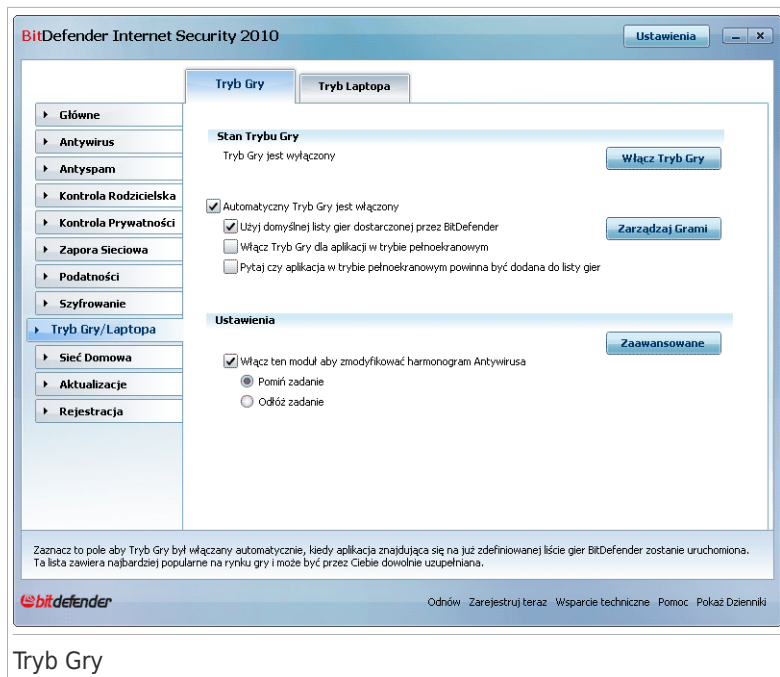 BitDefender Internet Security 2010
Ustawienia
Tryb Gry
Tryb Laptopa
Główne
Antywirus
Antyspam
Kontrola Rodzicielska
Kontrola Prywatności
Zapora Sieciowa
Podatności
Szyfrowanie
Tryb Gry/Laptopa
Sieć Domowa
Aktualizacje
Rejestracja
Stan Trybu Gry
Tryb Gry jest wyłączony
Włącz Tryb Gry
Automatyczny Tryb Gry jest włączony
Użyj domyślnej listy gier dostarczonej przez BitDefender
Zarządzaj Grami
Włącz Tryb Gry dla aplikacji w trybie pełnoekranowym
Pytaj czy aplikacja w trybie pełnoekranowym powinna być dodana do listy gier
Ustawienia
Zaawansowane
Włącz ten moduł aby zmodyfikować harmonogram Antywirusa
Pomiń zadanie
Odłóż zadanie
Zaznacz to pole aby Tryb Gry był włączany automatycznie, kiedy aplikacja znajdująca się na już zdefiniowanej liście gier BitDefender zostanie uruchomiona.
Ta lista zawiera najbardziej popularne na rynku gry i może być przez Ciebie dowolnie uzupełniana.
bitdefender
Odnów Zarejestruj teraz Wsparcie techniczne Pomoc Pokaż Dzienniki
Tryb Gry